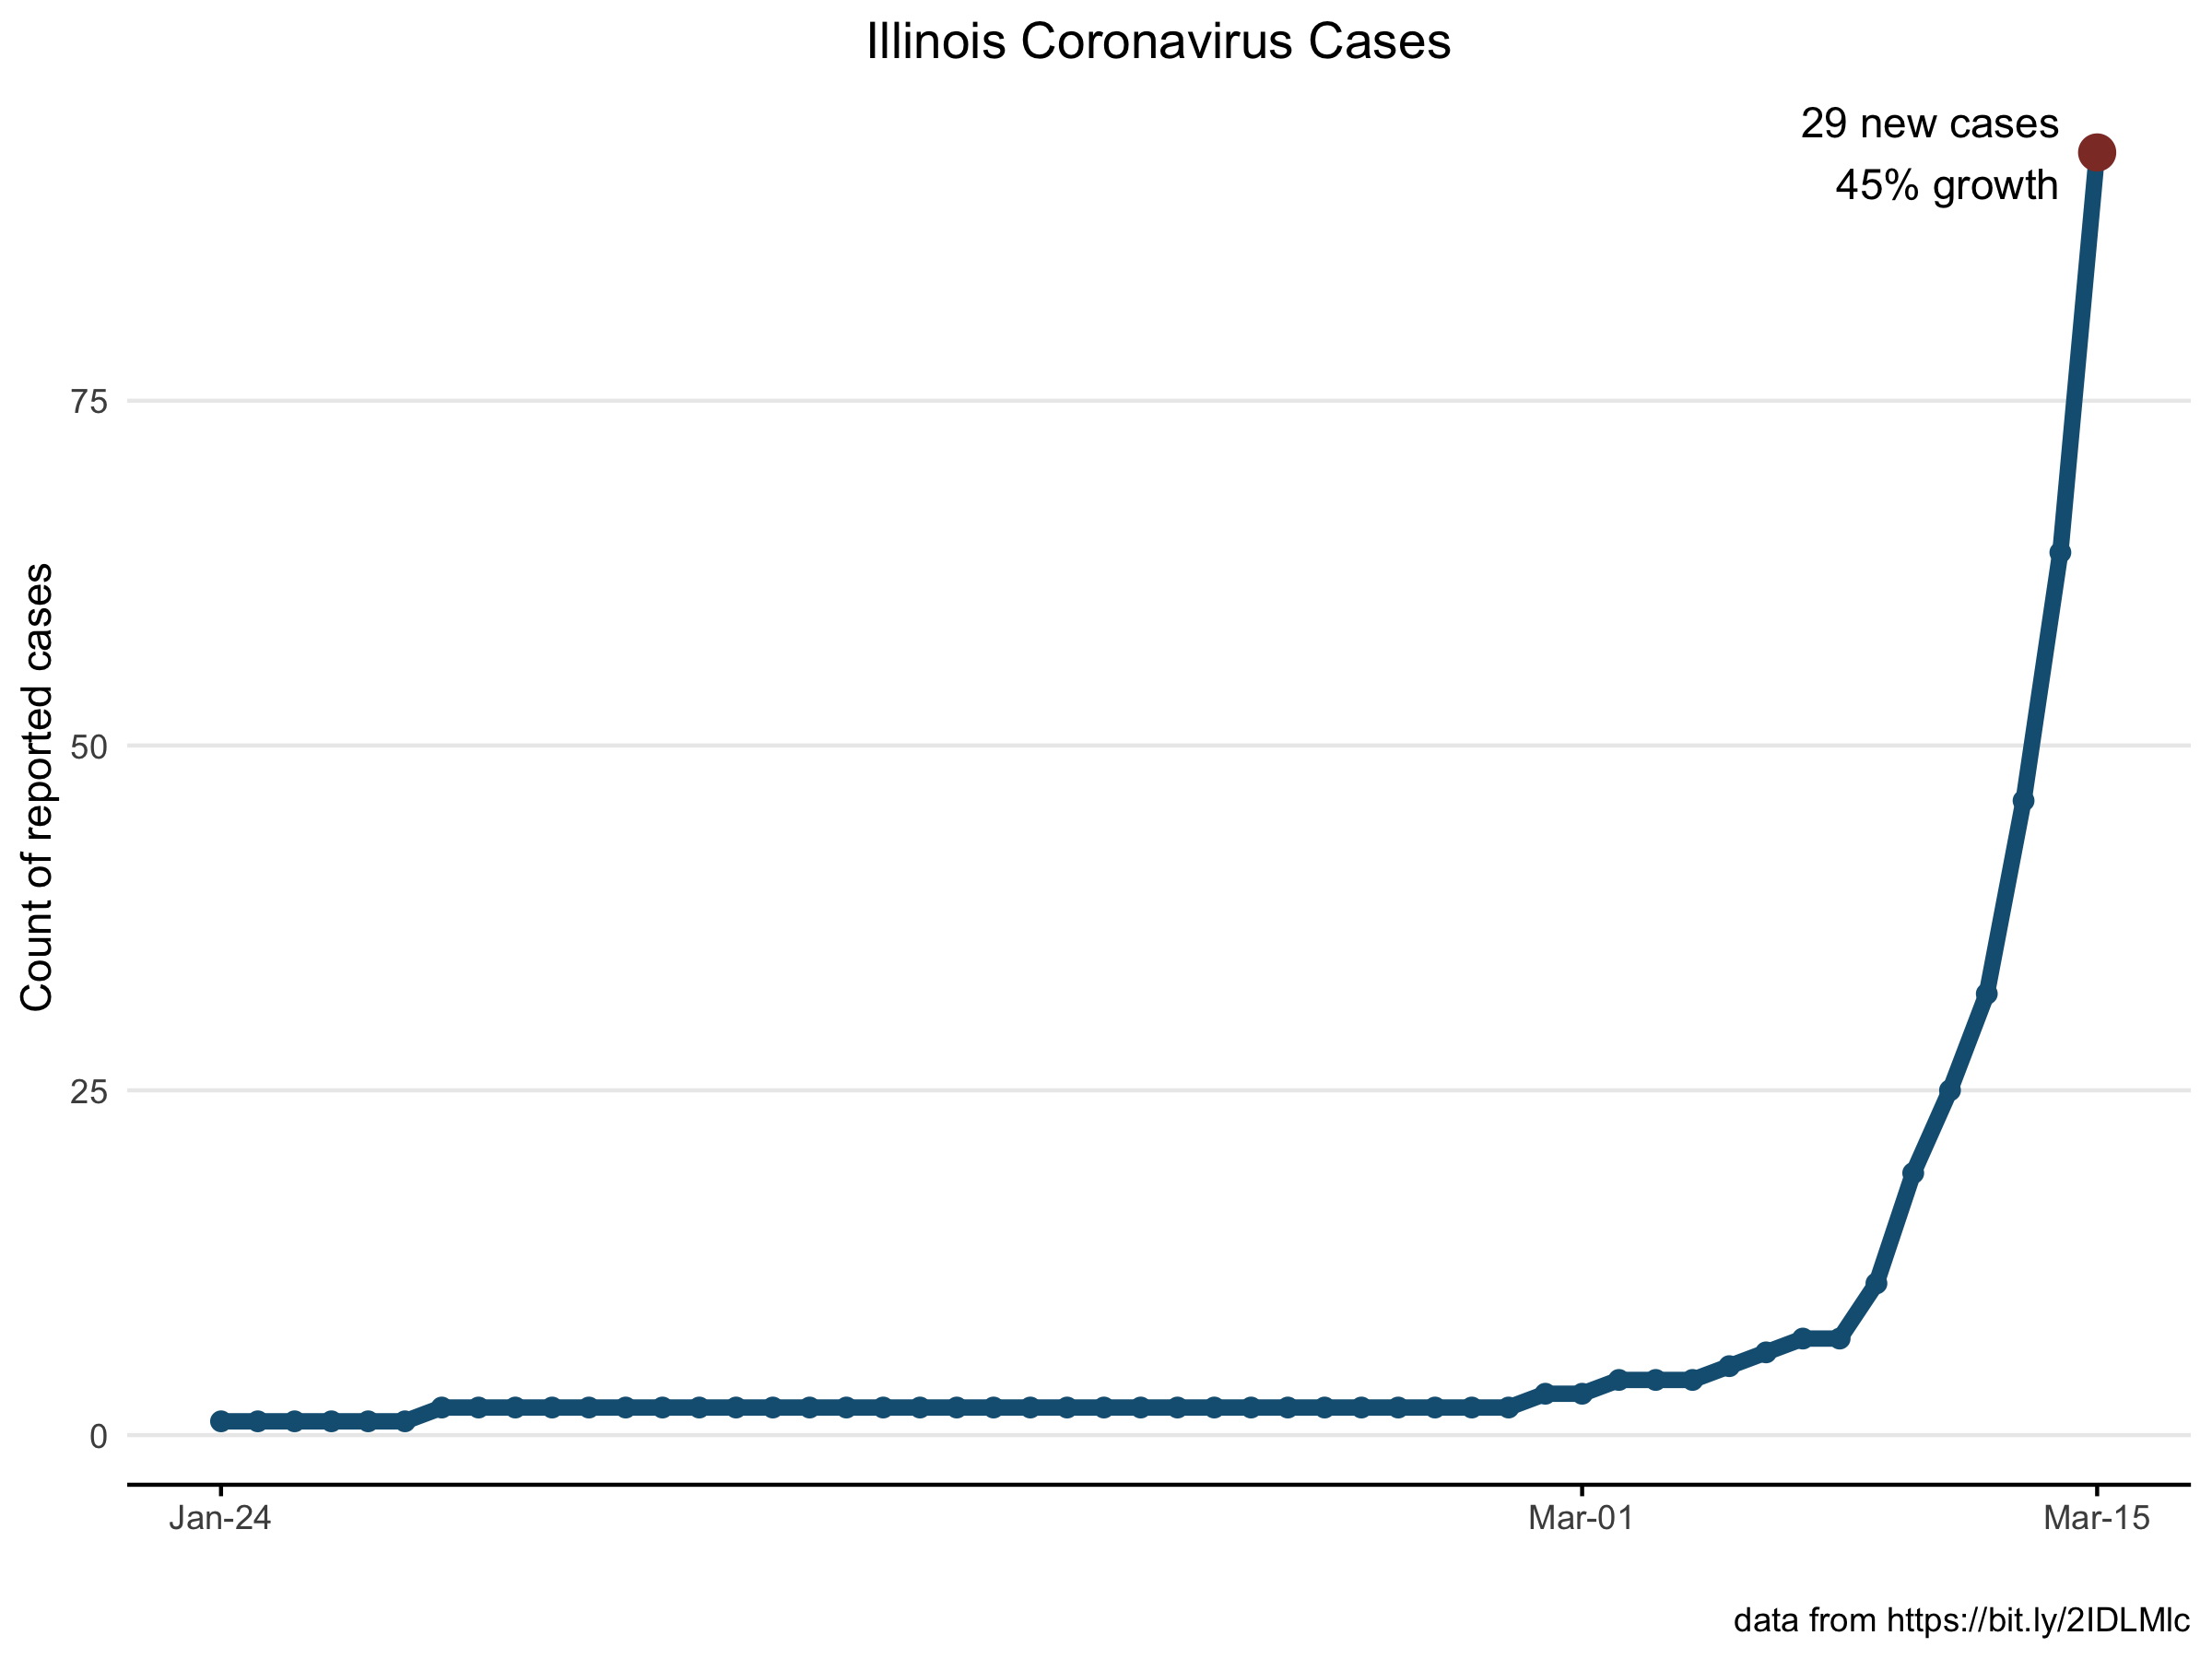 Illinois Coronavirus Cases
29 new cases
45% growth
Count of reported cases
75
50
25
0
Jan-24
Mar-01
Mar-15
data from https://bit.ly/2IDLMlc